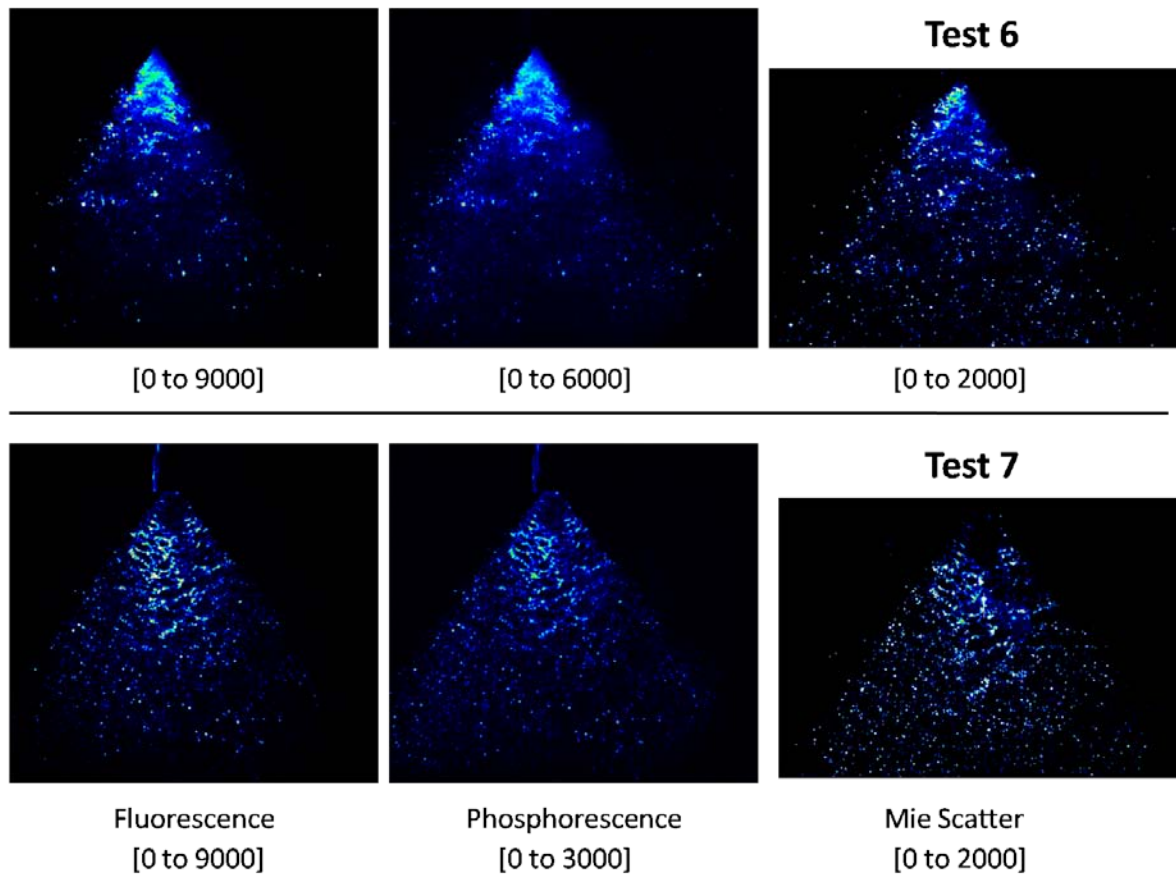 Test 6
[0 to 9000]
[0 to 6000]
[0 to 2000]
Test 7
Fluorescence
[0 to 9000]
Phosphorescence
[0 to 3000]
Mie Scatter
[0 to 2000]